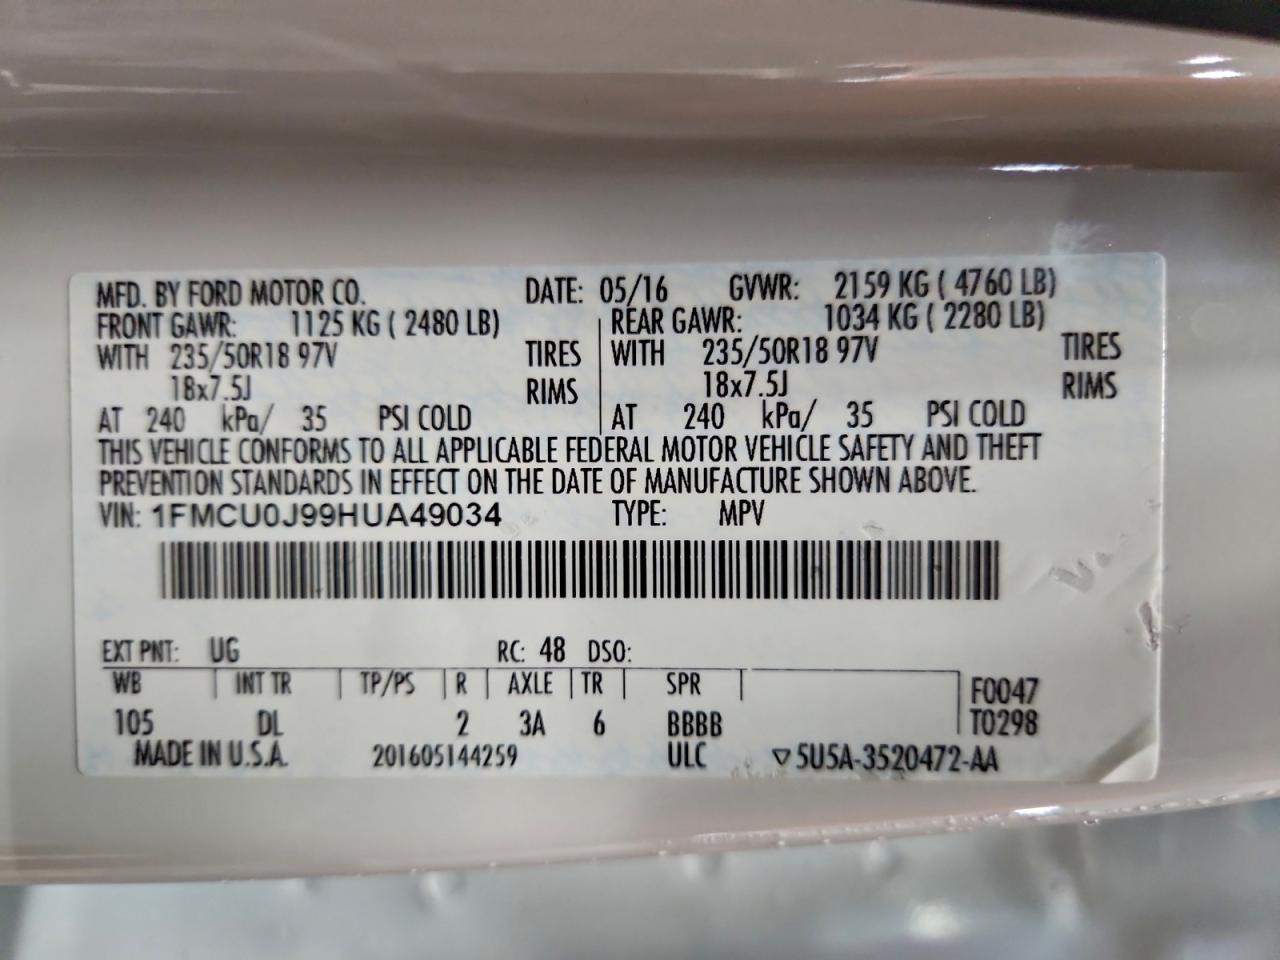 MFD. BY FORD MOTOR CO. DATE: 05/16 GVWR: 2159 KG ( 4760 LB)
FRONT GAWR: 1125 KG ( 2480 LB) REAR GAWR: 1034 KG ( 2280 LB)
WITH 235/50R18 97V TIRES WITH 235/50R18 97V TIRES
18x7.5J RIMS 18x7.5J RIMS
AT 240 kPa/ 35 PSI COLD AT 240 kPa/ 35 PSI COLD
THIS VEHICLE CONFORMS TO ALL APPLICABLE FEDERAL MOTOR VEHICLE SAFETY AND THEFT
PREVENTION STANDARDS IN EFFECT ON THE DATE OF MANUFACTURE SHOWN ABOVE.
VIN: 1FMCU0J99HUA49034 TYPE: MPV
EXT PNT: UG RC: 48 DSO:
WB INT TR TP/PS R AXLE TR SPR F0047
105 DL 2 3A 6 BBBB T0298
MADE IN U.S.A. 201605144259 ULC ▽5U5A-3520472-AA